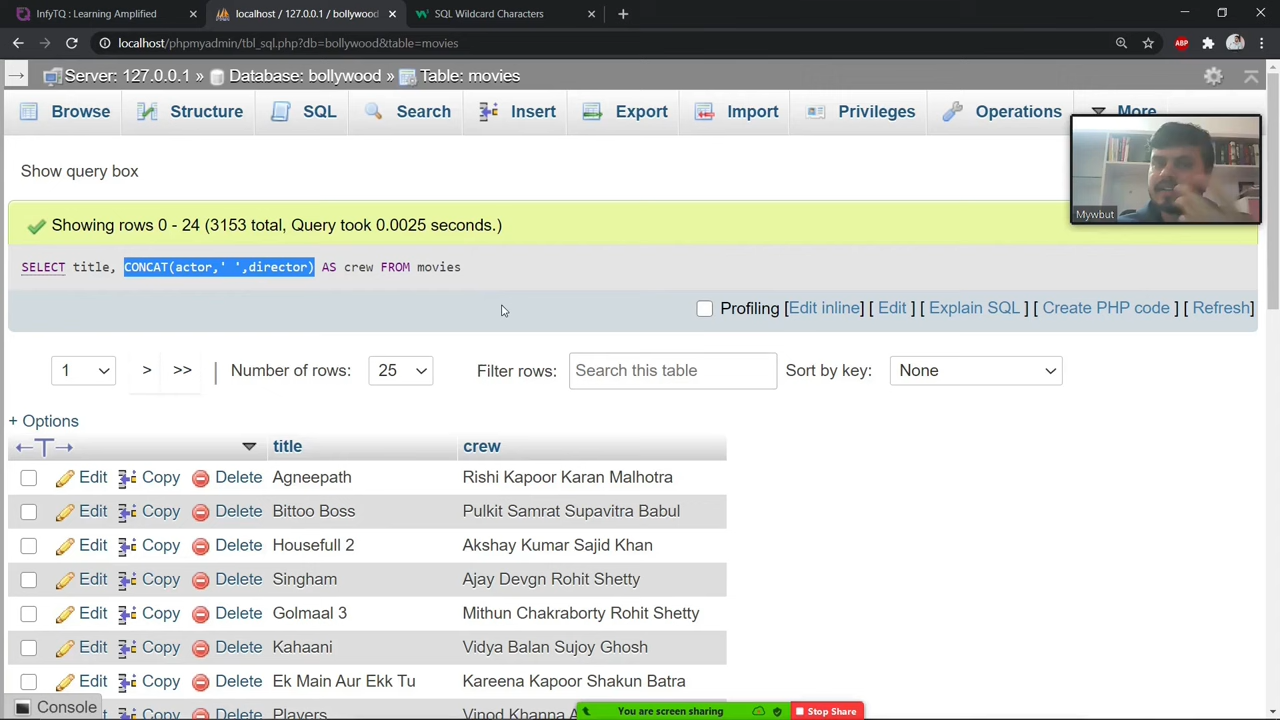 InfyTQ : Learning Amplified
localhost / 127.0.0.1 / bollywood
SQL Wildcard Characters
localhost/phpmyadmin/tbl_sql.php?db=bollywood&table=movies
ABP
Server: 127.0.0.1 » Database: bollywood » Table: movies
Browse Structure SQL Search Insert Export Import Privileges Operations More
Mywbut
Show query box
Showing rows 0 - 24 (3153 total, Query took 0.0025 seconds.)
SELECT title, CONCAT(actor,' ',director) AS crew FROM movies
Profiling [Edit inline] [ Edit ] [ Explain SQL ] [ Create PHP code ] [ Refresh]
1 > >> | Number of rows: 25 Filter rows: Search this table Sort by key: None
+ Options
←T→ title crew
Edit Copy Delete Agneepath Rishi Kapoor Karan Malhotra
Edit Copy Delete Bittoo Boss Pulkit Samrat Supavitra Babul
Edit Copy Delete Housefull 2 Akshay Kumar Sajid Khan
Edit Copy Delete Singham Ajay Devgn Rohit Shetty
Edit Copy Delete Golmaal 3 Mithun Chakraborty Rohit Shetty
Edit Copy Delete Kahaani Vidya Balan Sujoy Ghosh
Edit Copy Delete Ek Main Aur Ekk Tu Kareena Kapoor Shakun Batra
Console
Players Vinod Khanna
You are screen sharing Stop Share